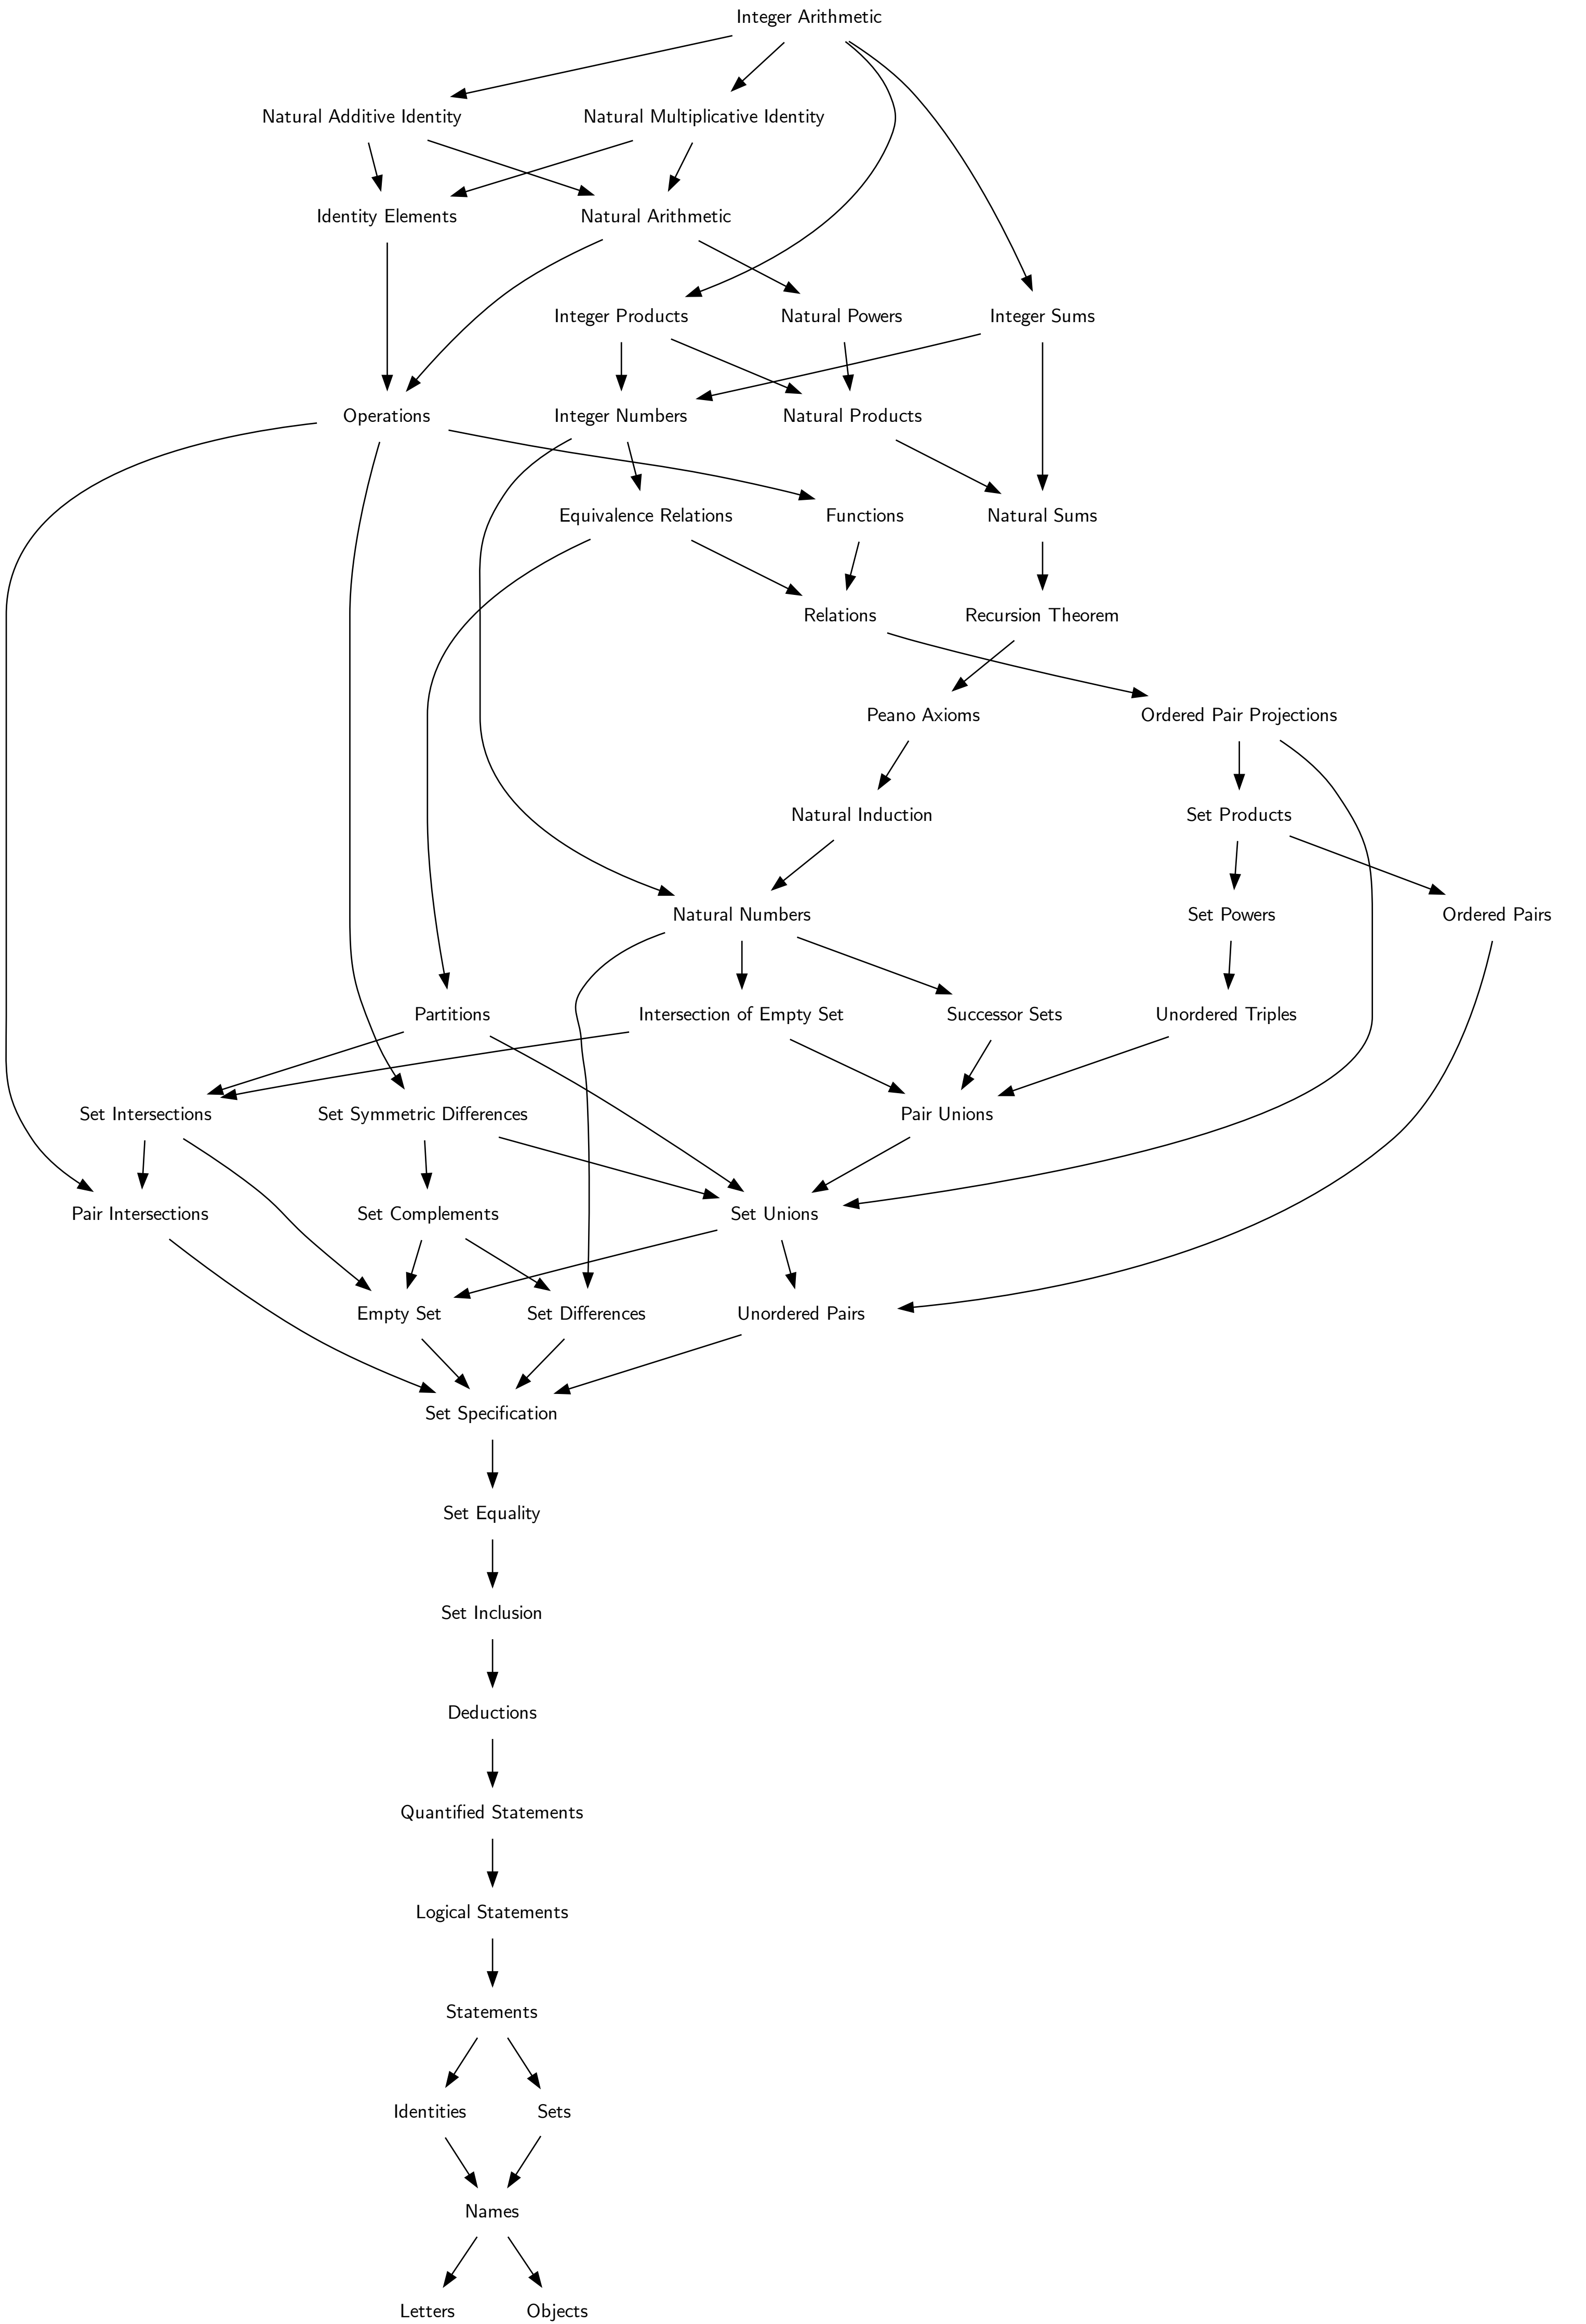 Integer Arithmetic
Natural Additive Identity
Natural Multiplicative Identity
Identity Elements
Natural Arithmetic
Integer Products
Natural Powers
Integer Sums
Operations
Integer Numbers
Natural Products
Equivalence Relations
Functions
Natural Sums
Relations
Recursion Theorem
Peano Axioms
Ordered Pair Projections
Natural Induction
Set Products
Natural Numbers
Set Powers
Ordered Pairs
Partitions
Intersection of Empty Set
Successor Sets
Unordered Triples
Set Intersections
Set Symmetric Differences
Pair Unions
Pair Intersections
Set Complements
Set Unions
Empty Set
Set Differences
Unordered Pairs
Set Specification
Set Equality
Set Inclusion
Deductions
Quantified Statements
Logical Statements
Statements
Identities
Sets
Names
Letters
Objects